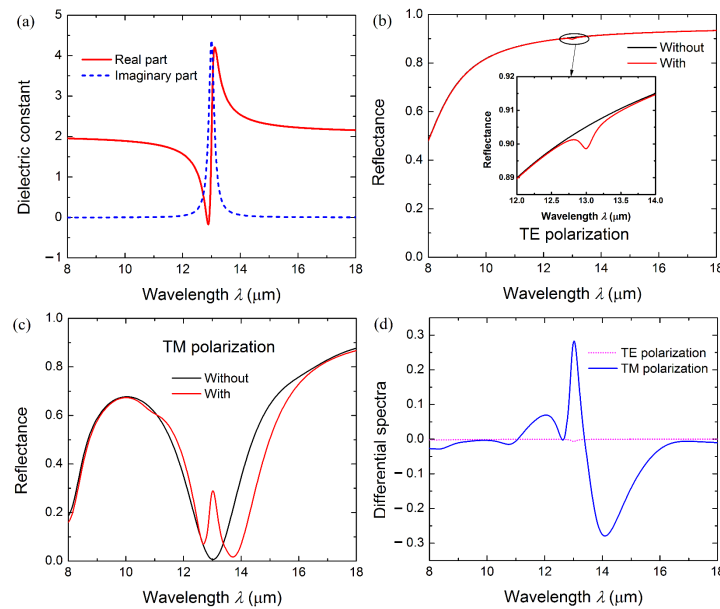 (a)
5
4
3
2
1
0
−1
Dielectric constant
Real part
Imaginary part
8 10 12 14 16 18
Wavelength λ (μm)
(b)
1.0
0.8
0.6
0.4
0.2
0.0
Reflectance
Without
With
0.92
0.91
0.90
0.89
Reflectance
12.0 12.5 13.0 13.5 14.0
Wavelength λ (μm)
TE polarization
8 10 12 14 16 18
Wavelength λ (μm)
(c)
1.0
0.8
0.6
0.4
0.2
0.0
Reflectance
TM polarization
Without
With
8 10 12 14 16 18
Wavelength λ (μm)
(d)
0.3
0.2
0.1
0.0
− 0.1
− 0.2
− 0.3
Differential spectra
TE polarization
TM polarization
8 10 12 14 16 18
Wavelength λ (μm)